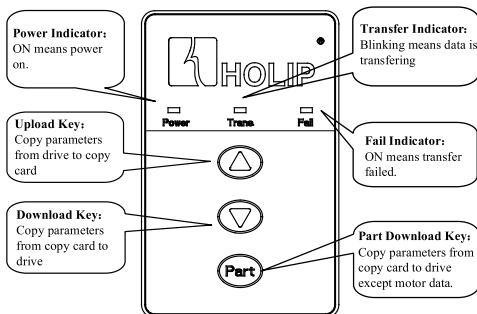 Power Indicator：
ON means power
on.
Transfer Indicator：
Blinking means data is
transfering
HOLIP
Power
Trans
Fail
Upload Key：
Copy parameters
from drive to copy
card
Fail Indicator：
ON means transfer
failed.
Download Key：
Copy parameters
from copy card to
drive
Part
Part Download Key：
Copy parameters from
copy card to drive
except motor data.